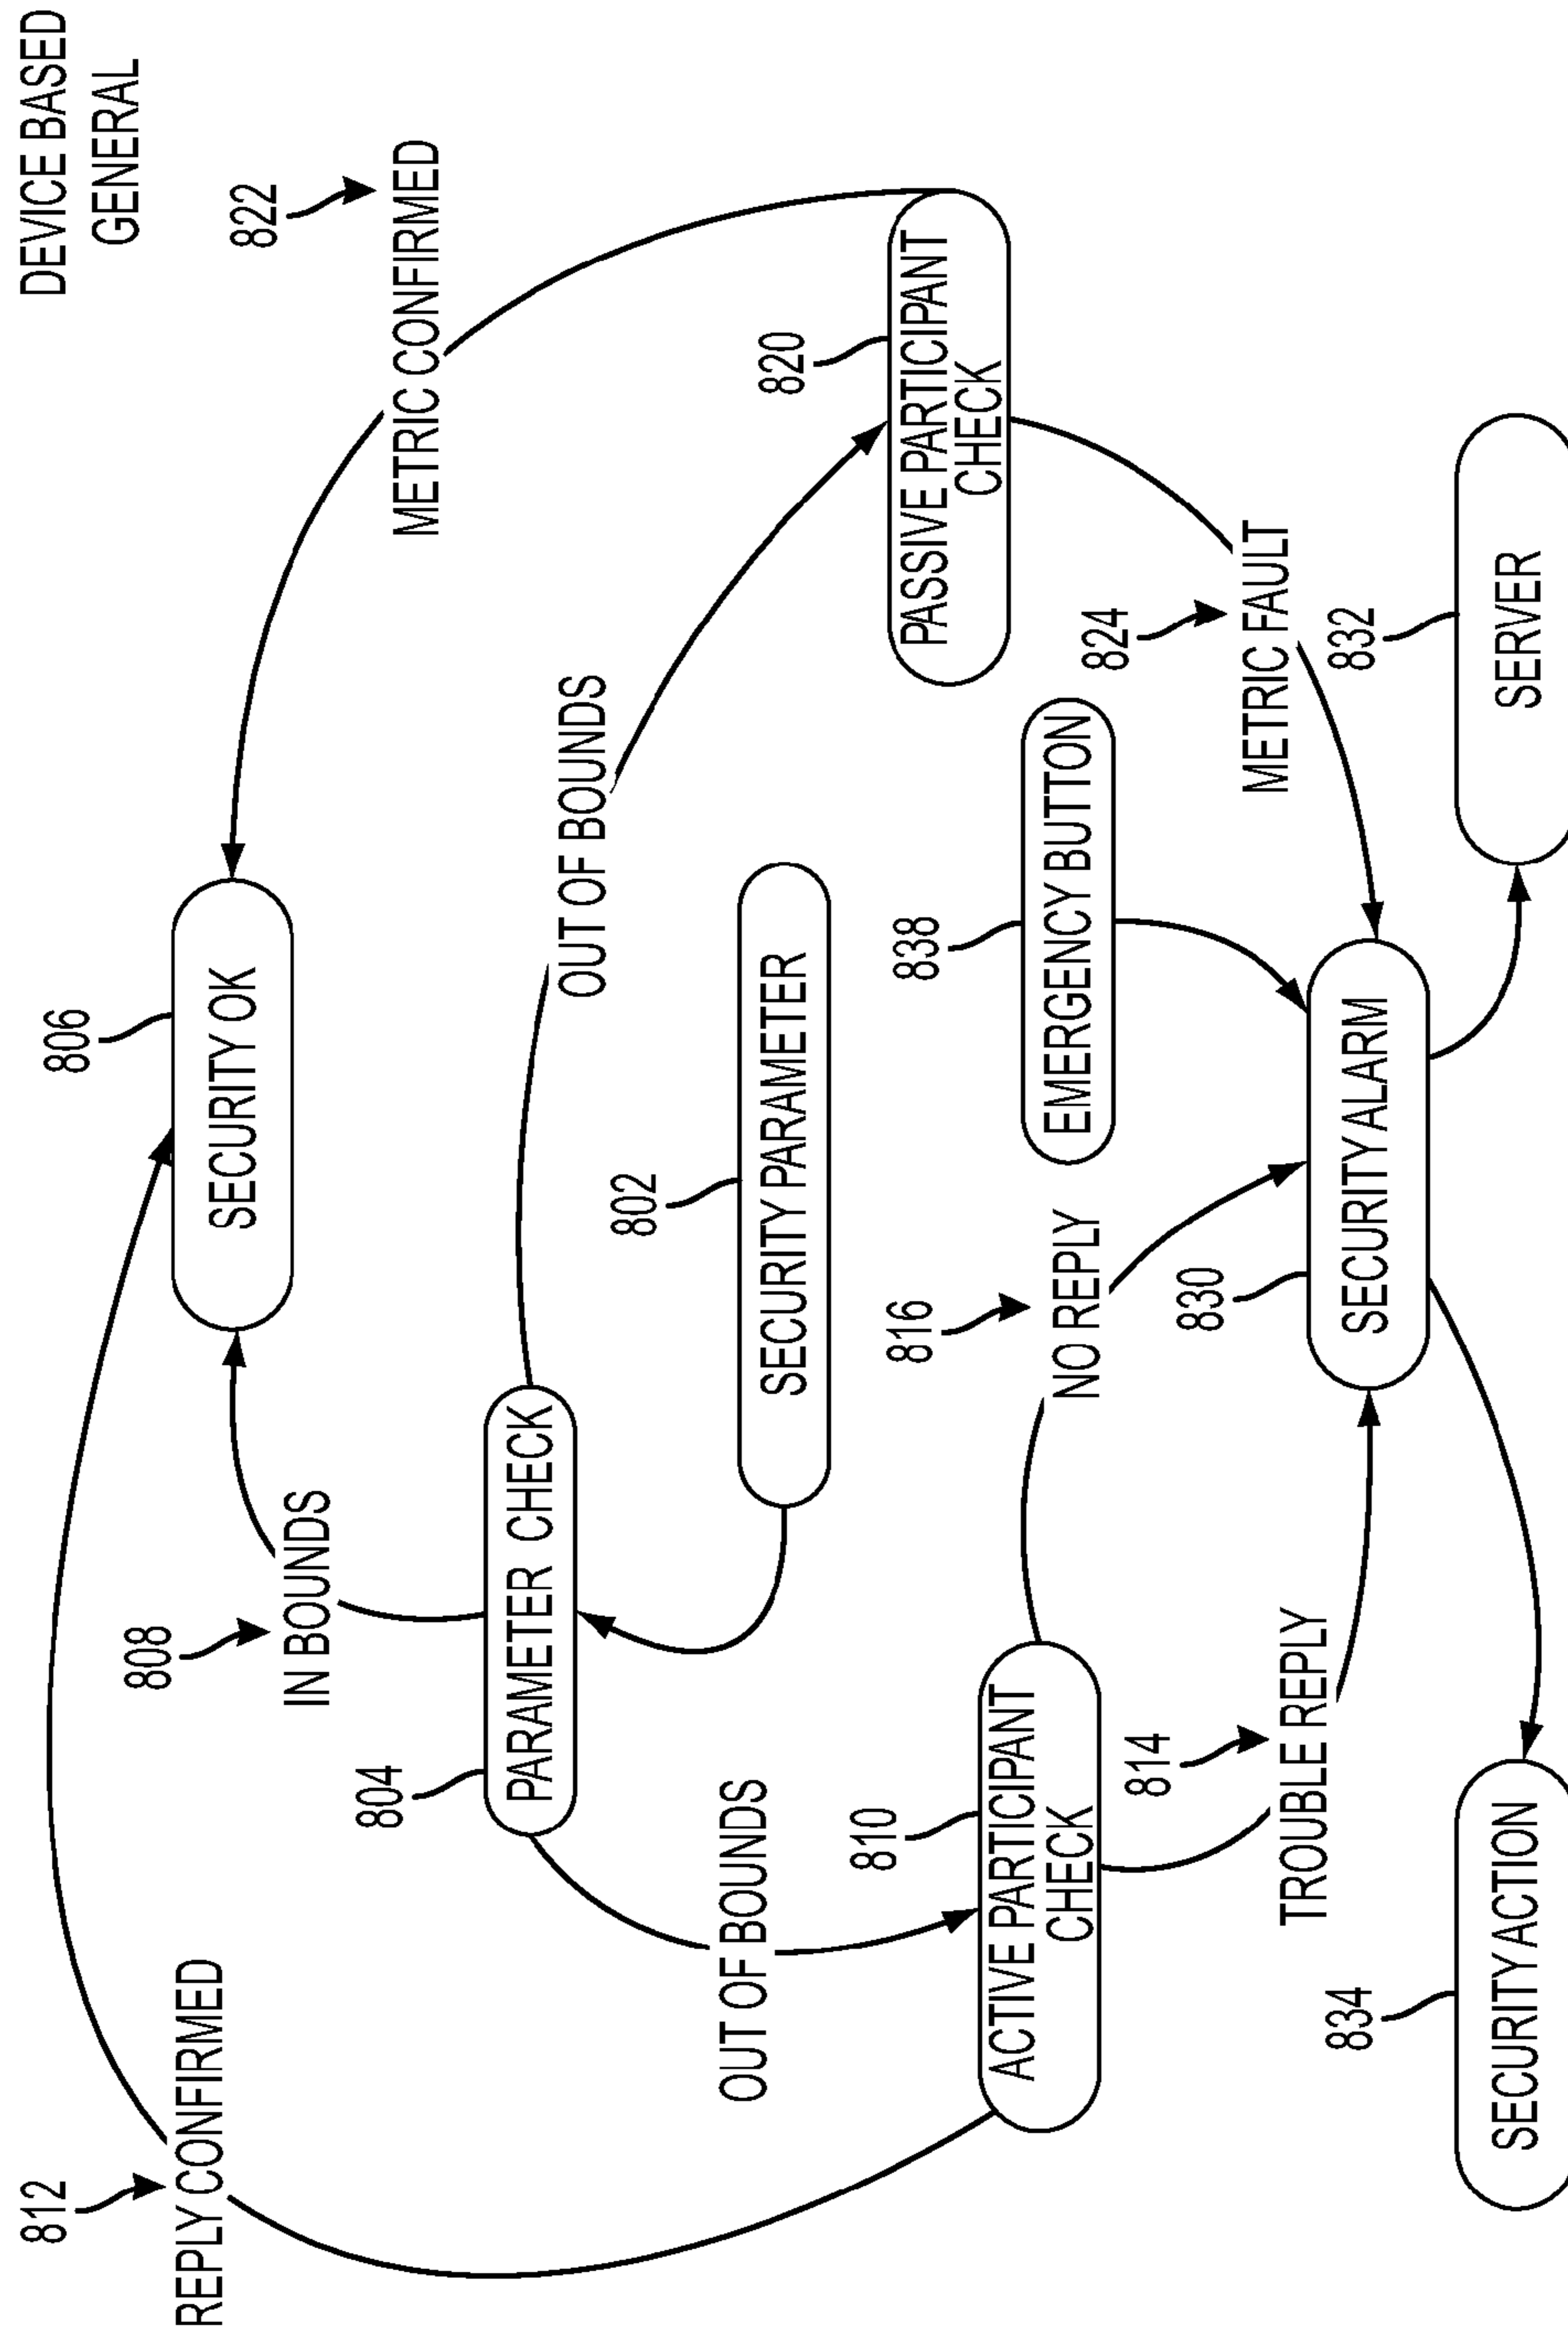 DEVICE BASED
GENERAL
812
REPLY CONFIRMED
806
SECURITY OK
822
METRIC CONFIRMED
808
IN BOUNDS
804
PARAMETER CHECK
OUT OF BOUNDS
OUT OF BOUNDS
802
SECURITY PARAMETER
820
PASSIVE PARTICIPANT
CHECK
810
ACTIVE PARTICIPANT
CHECK
816
NO REPLY
838
EMERGENCY BUTTON
824
METRIC FAULT
814
TROUBLE REPLY
830
SECURITY ALARM
834
SECURITY ACTION
832
SERVER